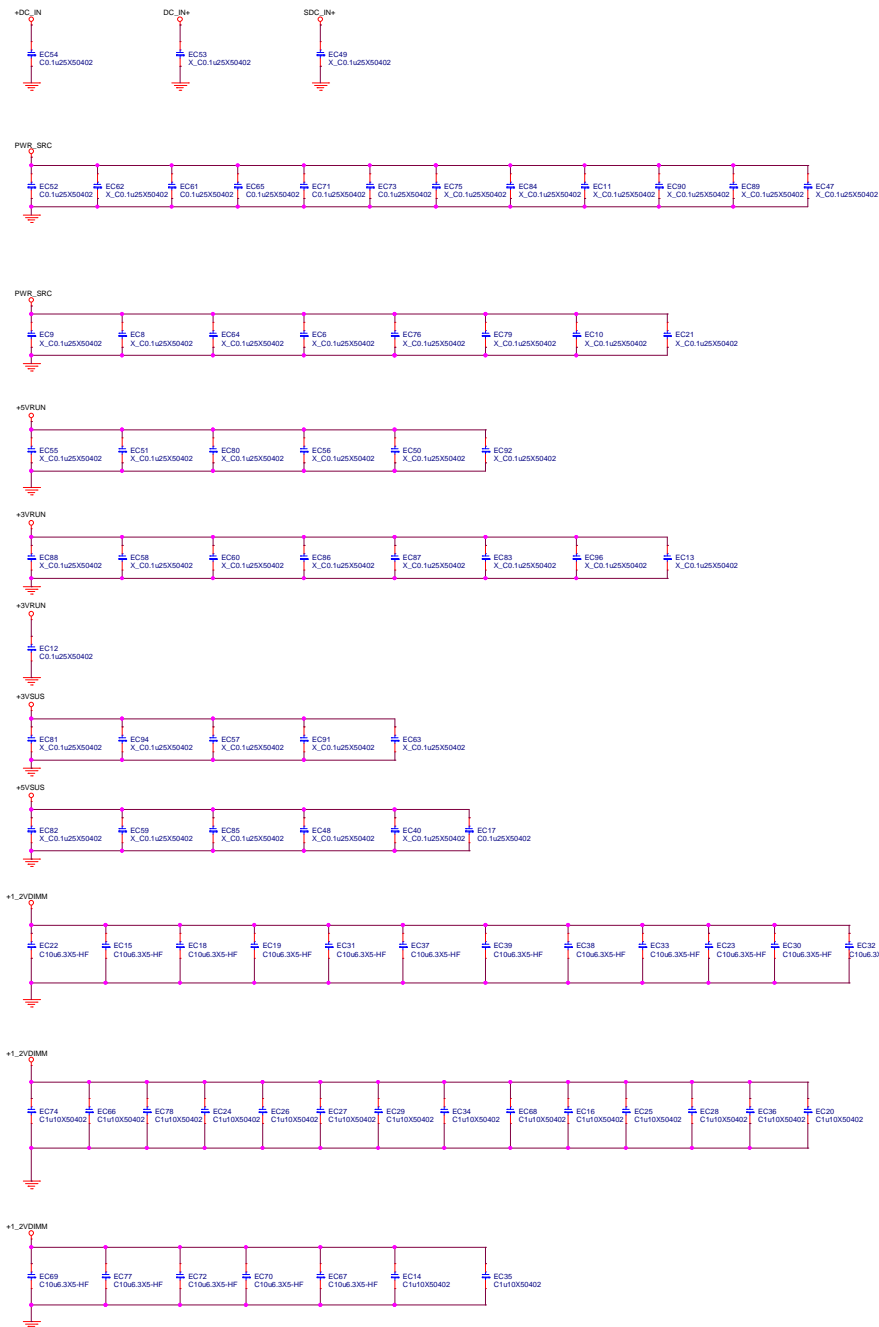 +DC_IN DC_IN+ SDC_IN+
EC54 EC53 EC49
C0.1u25X50402 X_C0.1u25X50402 X_C0.1u25X50402
PWR_SRC
EC52 EC62 EC61 EC65 EC71 EC73 EC75 EC84 EC11 EC90 EC89 EC47
C0.1u25X50402 X_C0.1u25X50402 C0.1u25X50402 C0.1u25X50402 C0.1u25X50402 C0.1u25X50402 X_C0.1u25X50402 X_C0.1u25X50402 X_C0.1u25X50402 X_C0.1u25X50402 X_C0.1u25X50402 X_C0.1u25X50402
PWR_SRC
EC9 EC8 EC64 EC6 EC76 EC79 EC10 EC21
X_C0.1u25X50402 X_C0.1u25X50402 X_C0.1u25X50402 X_C0.1u25X50402 X_C0.1u25X50402 X_C0.1u25X50402 X_C0.1u25X50402 X_C0.1u25X50402
+5VRUN
EC55 EC51 EC80 EC56 EC50 EC92
X_C0.1u25X50402 X_C0.1u25X50402 X_C0.1u25X50402 X_C0.1u25X50402 X_C0.1u25X50402 X_C0.1u25X50402
+3VRUN
EC88 EC58 EC60 EC86 EC87 EC83 EC96 EC13
X_C0.1u25X50402 X_C0.1u25X50402 X_C0.1u25X50402 X_C0.1u25X50402 X_C0.1u25X50402 X_C0.1u25X50402 X_C0.1u25X50402 X_C0.1u25X50402
+3VRUN
EC12
C0.1u25X50402
+3VSUS
EC81 EC94 EC57 EC91 EC63
X_C0.1u25X50402 X_C0.1u25X50402 X_C0.1u25X50402 X_C0.1u25X50402 X_C0.1u25X50402
+5VSUS
EC82 EC59 EC85 EC48 EC40 EC17
X_C0.1u25X50402 X_C0.1u25X50402 X_C0.1u25X50402 X_C0.1u25X50402 X_C0.1u25X50402 C0.1u25X50402
+1_2VDIMM
EC22 EC15 EC18 EC19 EC31 EC37 EC39 EC38 EC33 EC23 EC30 EC32
C10u6.3X5-HF C10u6.3X5-HF C10u6.3X5-HF C10u6.3X5-HF C10u6.3X5-HF C10u6.3X5-HF C10u6.3X5-HF C10u6.3X5-HF C10u6.3X5-HF C10u6.3X5-HF C10u6.3X5-HF
+1_2VDIMM
EC74 EC66 EC78 EC24 EC26 EC27 EC29 EC34 EC68 EC16 EC25 EC28 EC36 EC20
C1u10X50402 C1u10X50402 C1u10X50402 C1u10X50402 C1u10X50402 C1u10X50402 C1u10X50402 C1u10X50402 C1u10X50402 C1u10X50402 C1u10X50402 C1u10X50402 C1u10X50402 C1u10X50402
+1_2VDIMM
EC69 EC77 EC72 EC70 EC67 EC14 EC35
C10u6.3X5-HF C10u6.3X5-HF C10u6.3X5-HF C10u6.3X5-HF C10u6.3X5-HF C1u10X50402 C1u10X50402